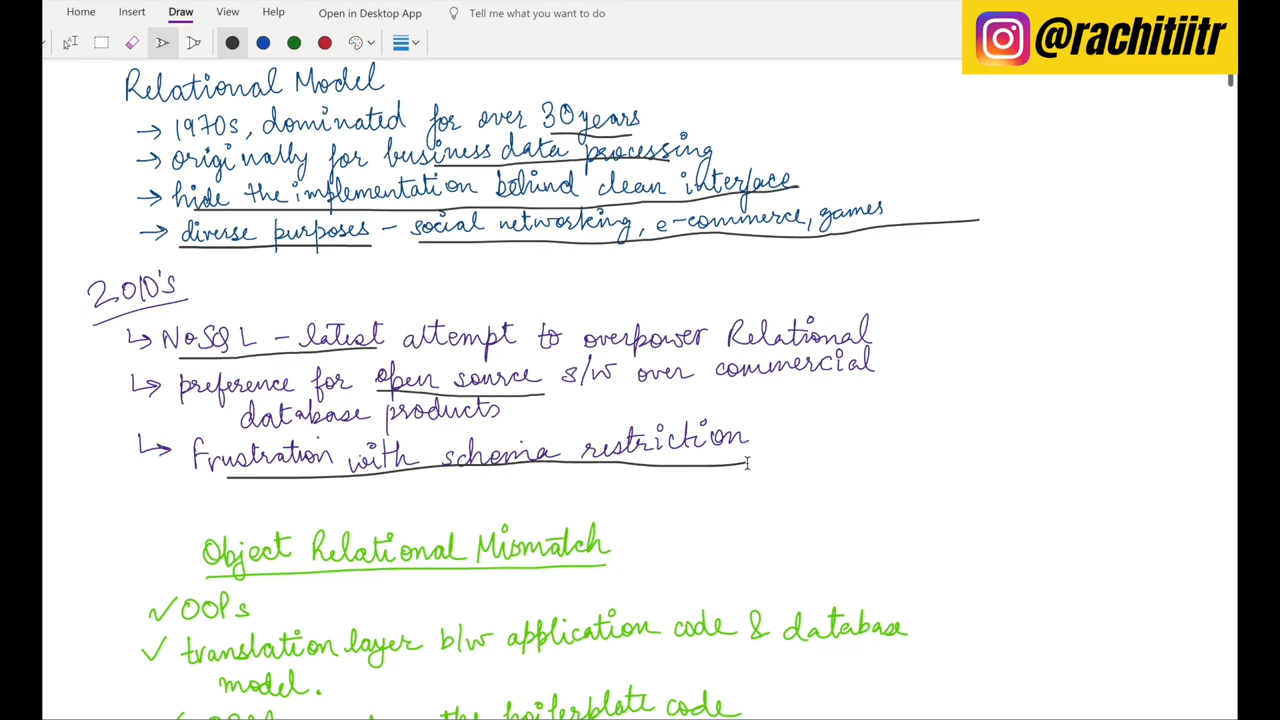 Home Insert Draw View Help Open in Desktop App Tell me what you want to do
@rachitiitr
Relational Model
→ 1970s, dominated for over 30 years
→ originally for business data processing
→ hide the implementation behind clean interface
→ diverse purposes - social networking, e-commerce, games
2010's
↳ NoSQL - latest attempt to overpower Relational
↳ preference for open source s/w over commercial
database products
↳ frustration with schema restriction
Object Relational Mismatch
✓ OOPs
✓ translation layer b/w application code & database
model.
the boilerplate code